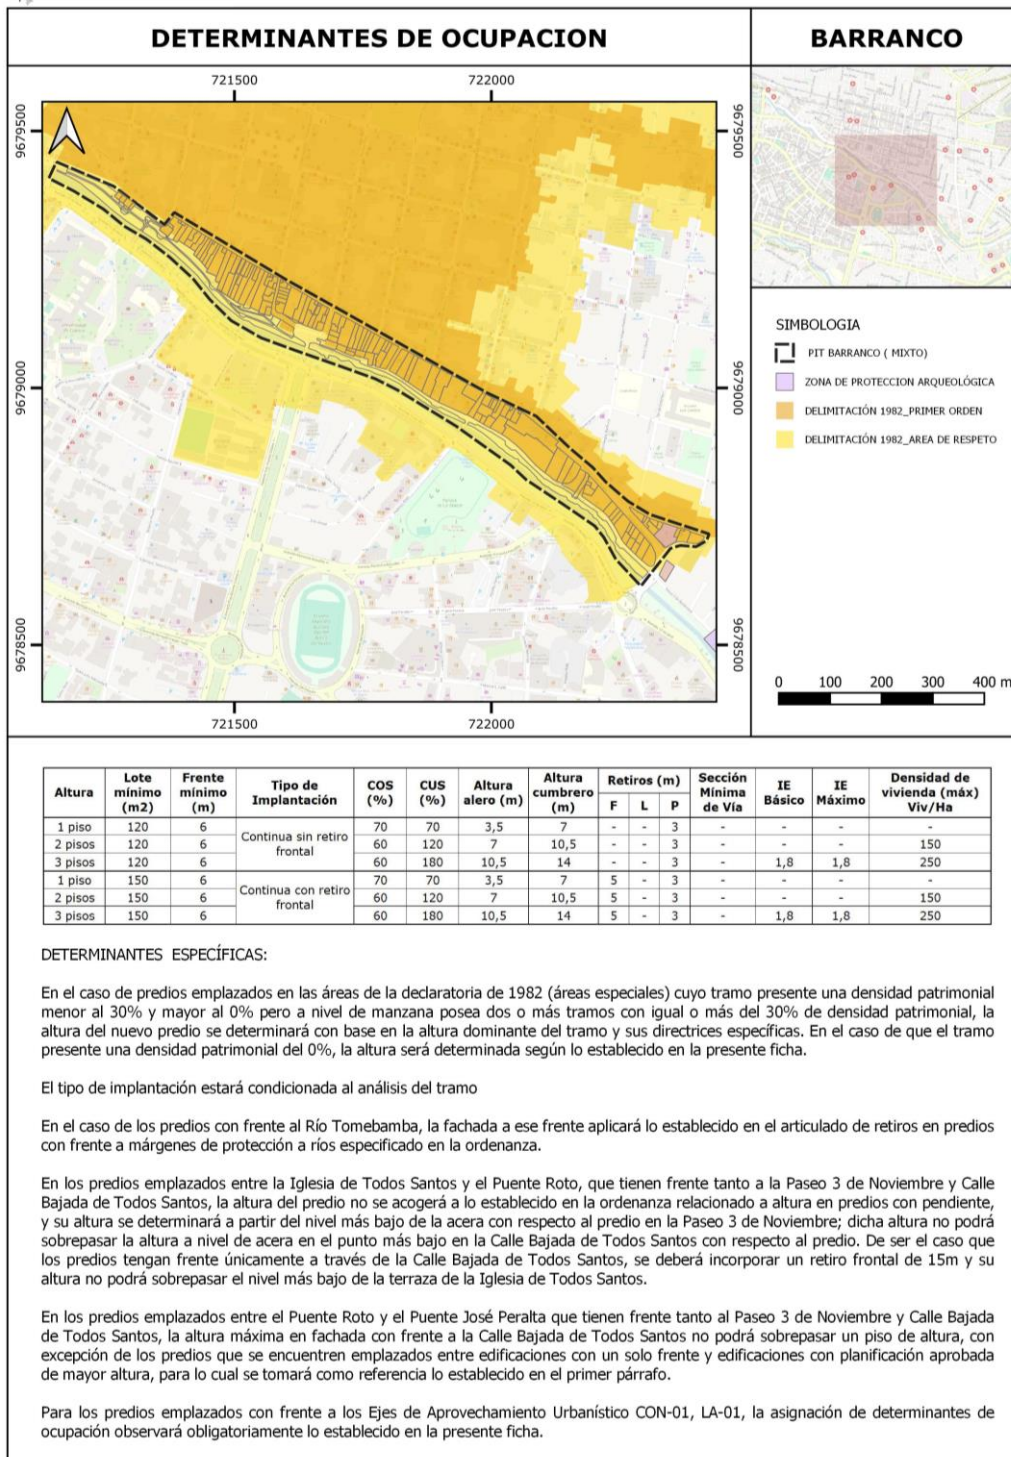 DETERMINANTES DE OCUPACION
BARRANCO
721500 722000
9679500 9679500
9679000 9679000
9678500 9678500
721500 722000
SIMBOLOGIA
PIT BARRANCO ( MIXTO)
ZONA DE PROTECCION ARQUEOLÓGICA
DELIMITACIÓN 1982_PRIMER ORDEN
DELIMITACIÓN 1982_AREA DE RESPETO
0 100 200 300 400 m
Altura Lote mínimo (m2) Frente mínimo (m) Tipo de Implantación COS (%) CUS (%) Altura alero (m) Altura cumbrero (m) Retiros (m) Sección Mínima de Vía IE Básico IE Máximo Densidad de vivienda (máx) Viv/Ha
F L P
1 piso 120 6 Continua sin retiro frontal 70 70 3,5 7 - - 3 - - - -
2 pisos 120 6 60 120 7 10,5 - - 3 - - - 150
3 pisos 120 6 60 180 10,5 14 - - 3 - 1,8 1,8 250
1 piso 150 6 Continua con retiro frontal 70 70 3,5 7 5 - 3 - - - -
2 pisos 150 6 60 120 7 10,5 5 - 3 - - - 150
3 pisos 150 6 60 180 10,5 14 5 - 3 - 1,8 1,8 250
DETERMINANTES ESPECÍFICAS:
En el caso de predios emplazados en las áreas de la declaratoria de 1982 (áreas especiales) cuyo tramo presente una densidad patrimonial
menor al 30% y mayor al 0% pero a nivel de manzana posea dos o más tramos con igual o más del 30% de densidad patrimonial, la
altura del nuevo predio se determinará con base en la altura dominante del tramo y sus directrices específicas. En el caso de que el tramo
presente una densidad patrimonial del 0%, la altura será determinada según lo establecido en la presente ficha.
El tipo de implantación estará condicionada al análisis del tramo
En el caso de los predios con frente al Río Tomebamba, la fachada a ese frente aplicará lo establecido en el articulado de retiros en predios
con frente a márgenes de protección a ríos especificado en la ordenanza.
En los predios emplazados entre la Iglesia de Todos Santos y el Puente Roto, que tienen frente tanto a la Paseo 3 de Noviembre y Calle
Bajada de Todos Santos, la altura del predio no se acogerá a lo establecido en la ordenanza relacionado a altura en predios con pendiente,
y su altura se determinará a partir del nivel más bajo de la acera con respecto al predio en la Paseo 3 de Noviembre; dicha altura no podrá
sobrepasar la altura a nivel de acera en el punto más bajo en la Calle Bajada de Todos Santos con respecto al predio. De ser el caso que
los predios tengan frente únicamente a través de la Calle Bajada de Todos Santos, se deberá incorporar un retiro frontal de 15m y su
altura no podrá sobrepasar el nivel más bajo de la terraza de la Iglesia de Todos Santos.
En los predios emplazados entre el Puente Roto y el Puente José Peralta que tienen frente tanto al Paseo 3 de Noviembre y Calle Bajada
de Todos Santos, la altura máxima en fachada con frente a la Calle Bajada de Todos Santos no podrá sobrepasar un piso de altura, con
excepción de los predios que se encuentren emplazados entre edificaciones con un solo frente y edificaciones con planificación aprobada
de mayor altura, para lo cual se tomará como referencia lo establecido en el primer párrafo.
Para los predios emplazados con frente a los Ejes de Aprovechamiento Urbanístico CON-01, LA-01, la asignación de determinantes de
ocupación observará obligatoriamente lo establecido en la presente ficha.